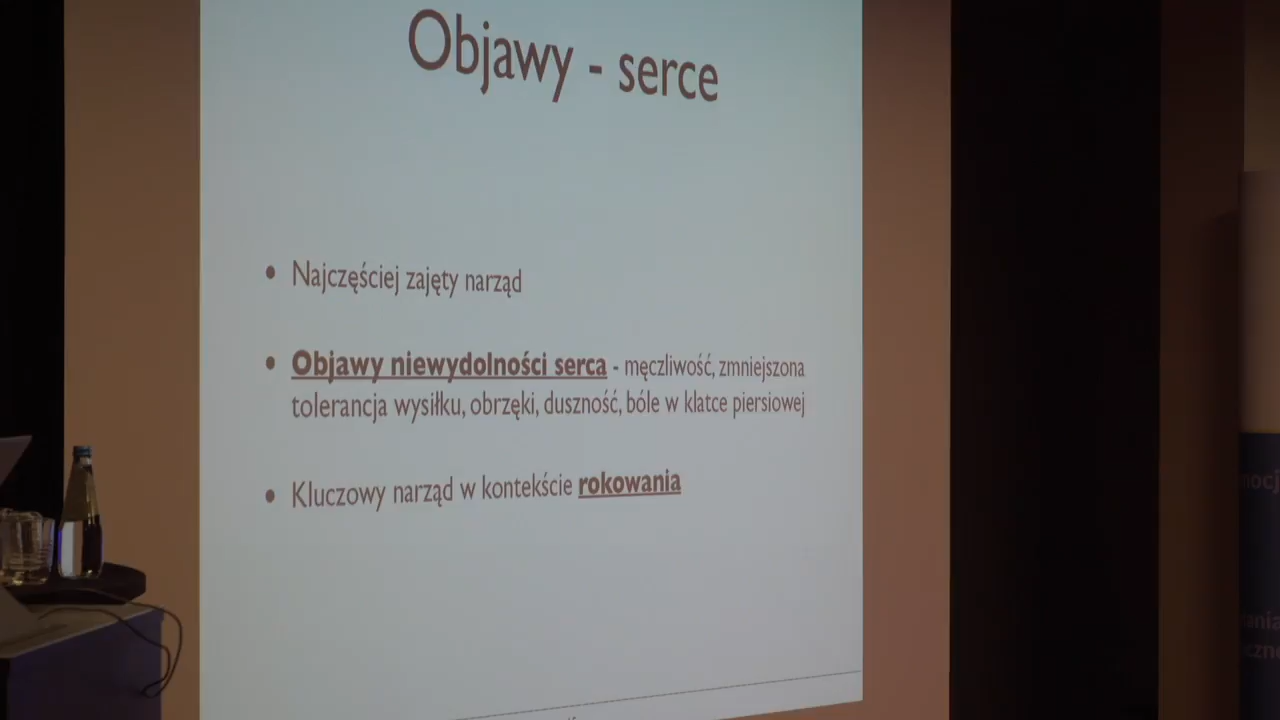 Objawy - serce
• Najczęściej zajęty narząd
• Objawy niewydolności serca - męczliwość, zmniejszona
tolerancja wysiłku, obrzęki, duszność, bóle w klatce piersiowej
• Kluczowy narząd w kontekście rokowania